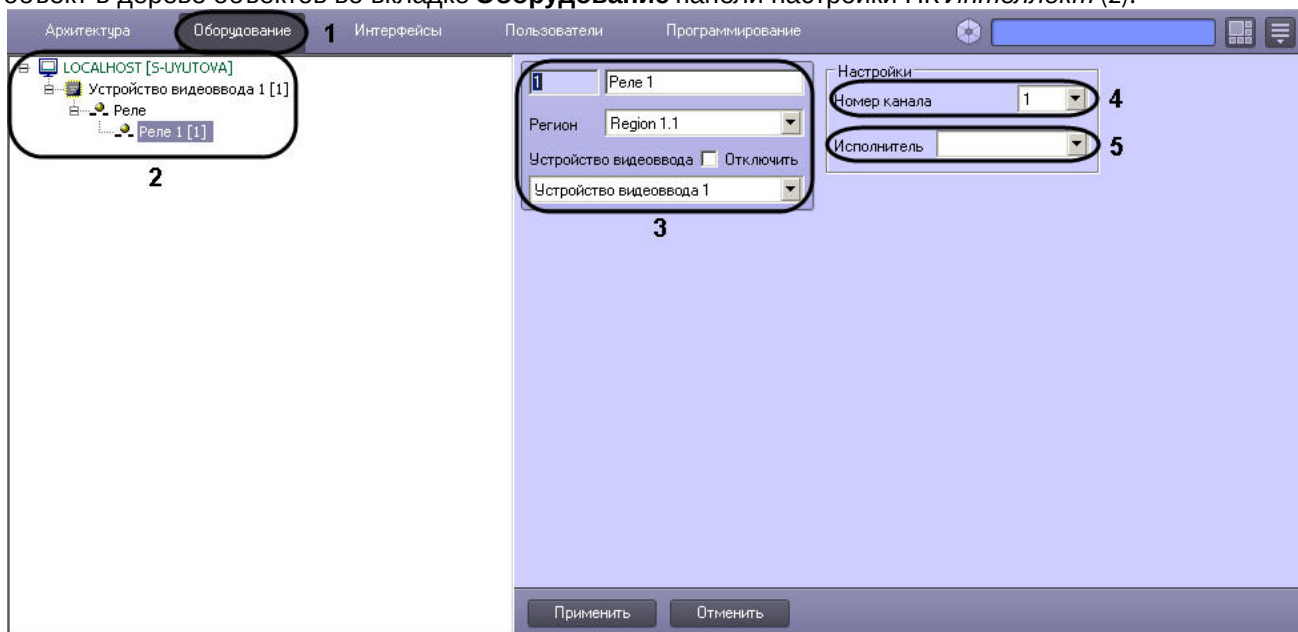 объект в дереве объектов во вкладке Оборудование панели настройки ПК Интеллект (2).
Архитектура Оборудование 1 Интерфейсы Пользователи Программирование
LOCALHOST [S-UYUTOVA]
Устройство видеоввода 1 [1]
Реле
Реле 1 [1]
2
1 Реле 1
Регион Region 1.1
Устройство видеоввода Отключить
Устройство видеоввода 1
3
Настройки
Номер канала 1 4
Исполнитель 5
Применить Отменить